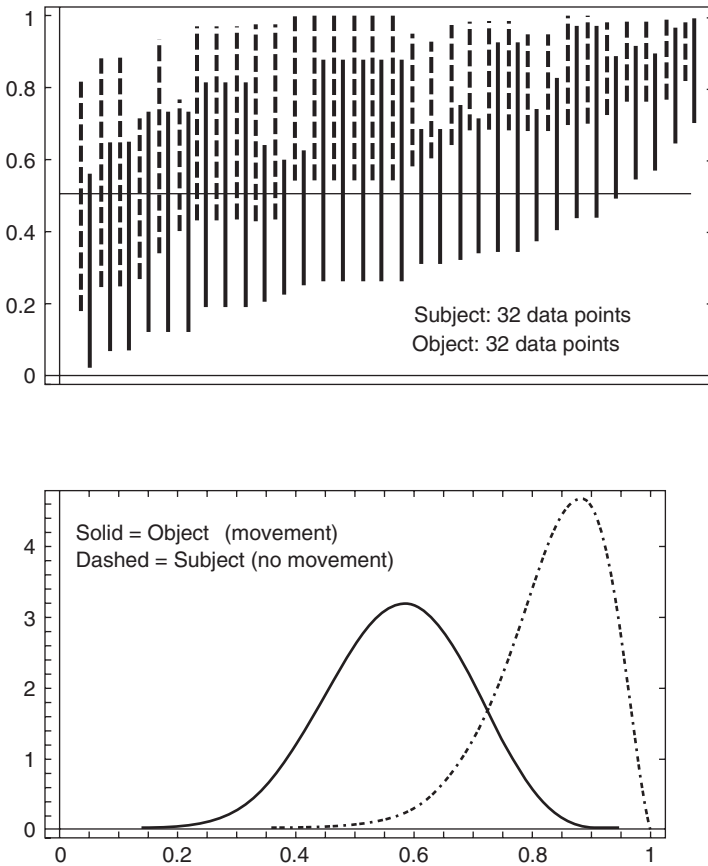 1
0.8
0.6
0.4
0.2
0
Subject: 32 data points
Object: 32 data points
4
3
2
1
0
Solid = Object (movement)
Dashed = Subject (no movement)
0 0.2 0.4 0.6 0.8 1